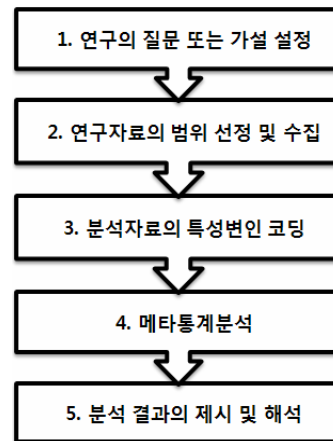 1. 연구의 질문 또는 가설 설정
2. 연구자료의 범위 선정 및 수집
3. 분석자료의 특성변인 코딩
4. 메타통계분석
5. 분석 결과의 제시 및 해석